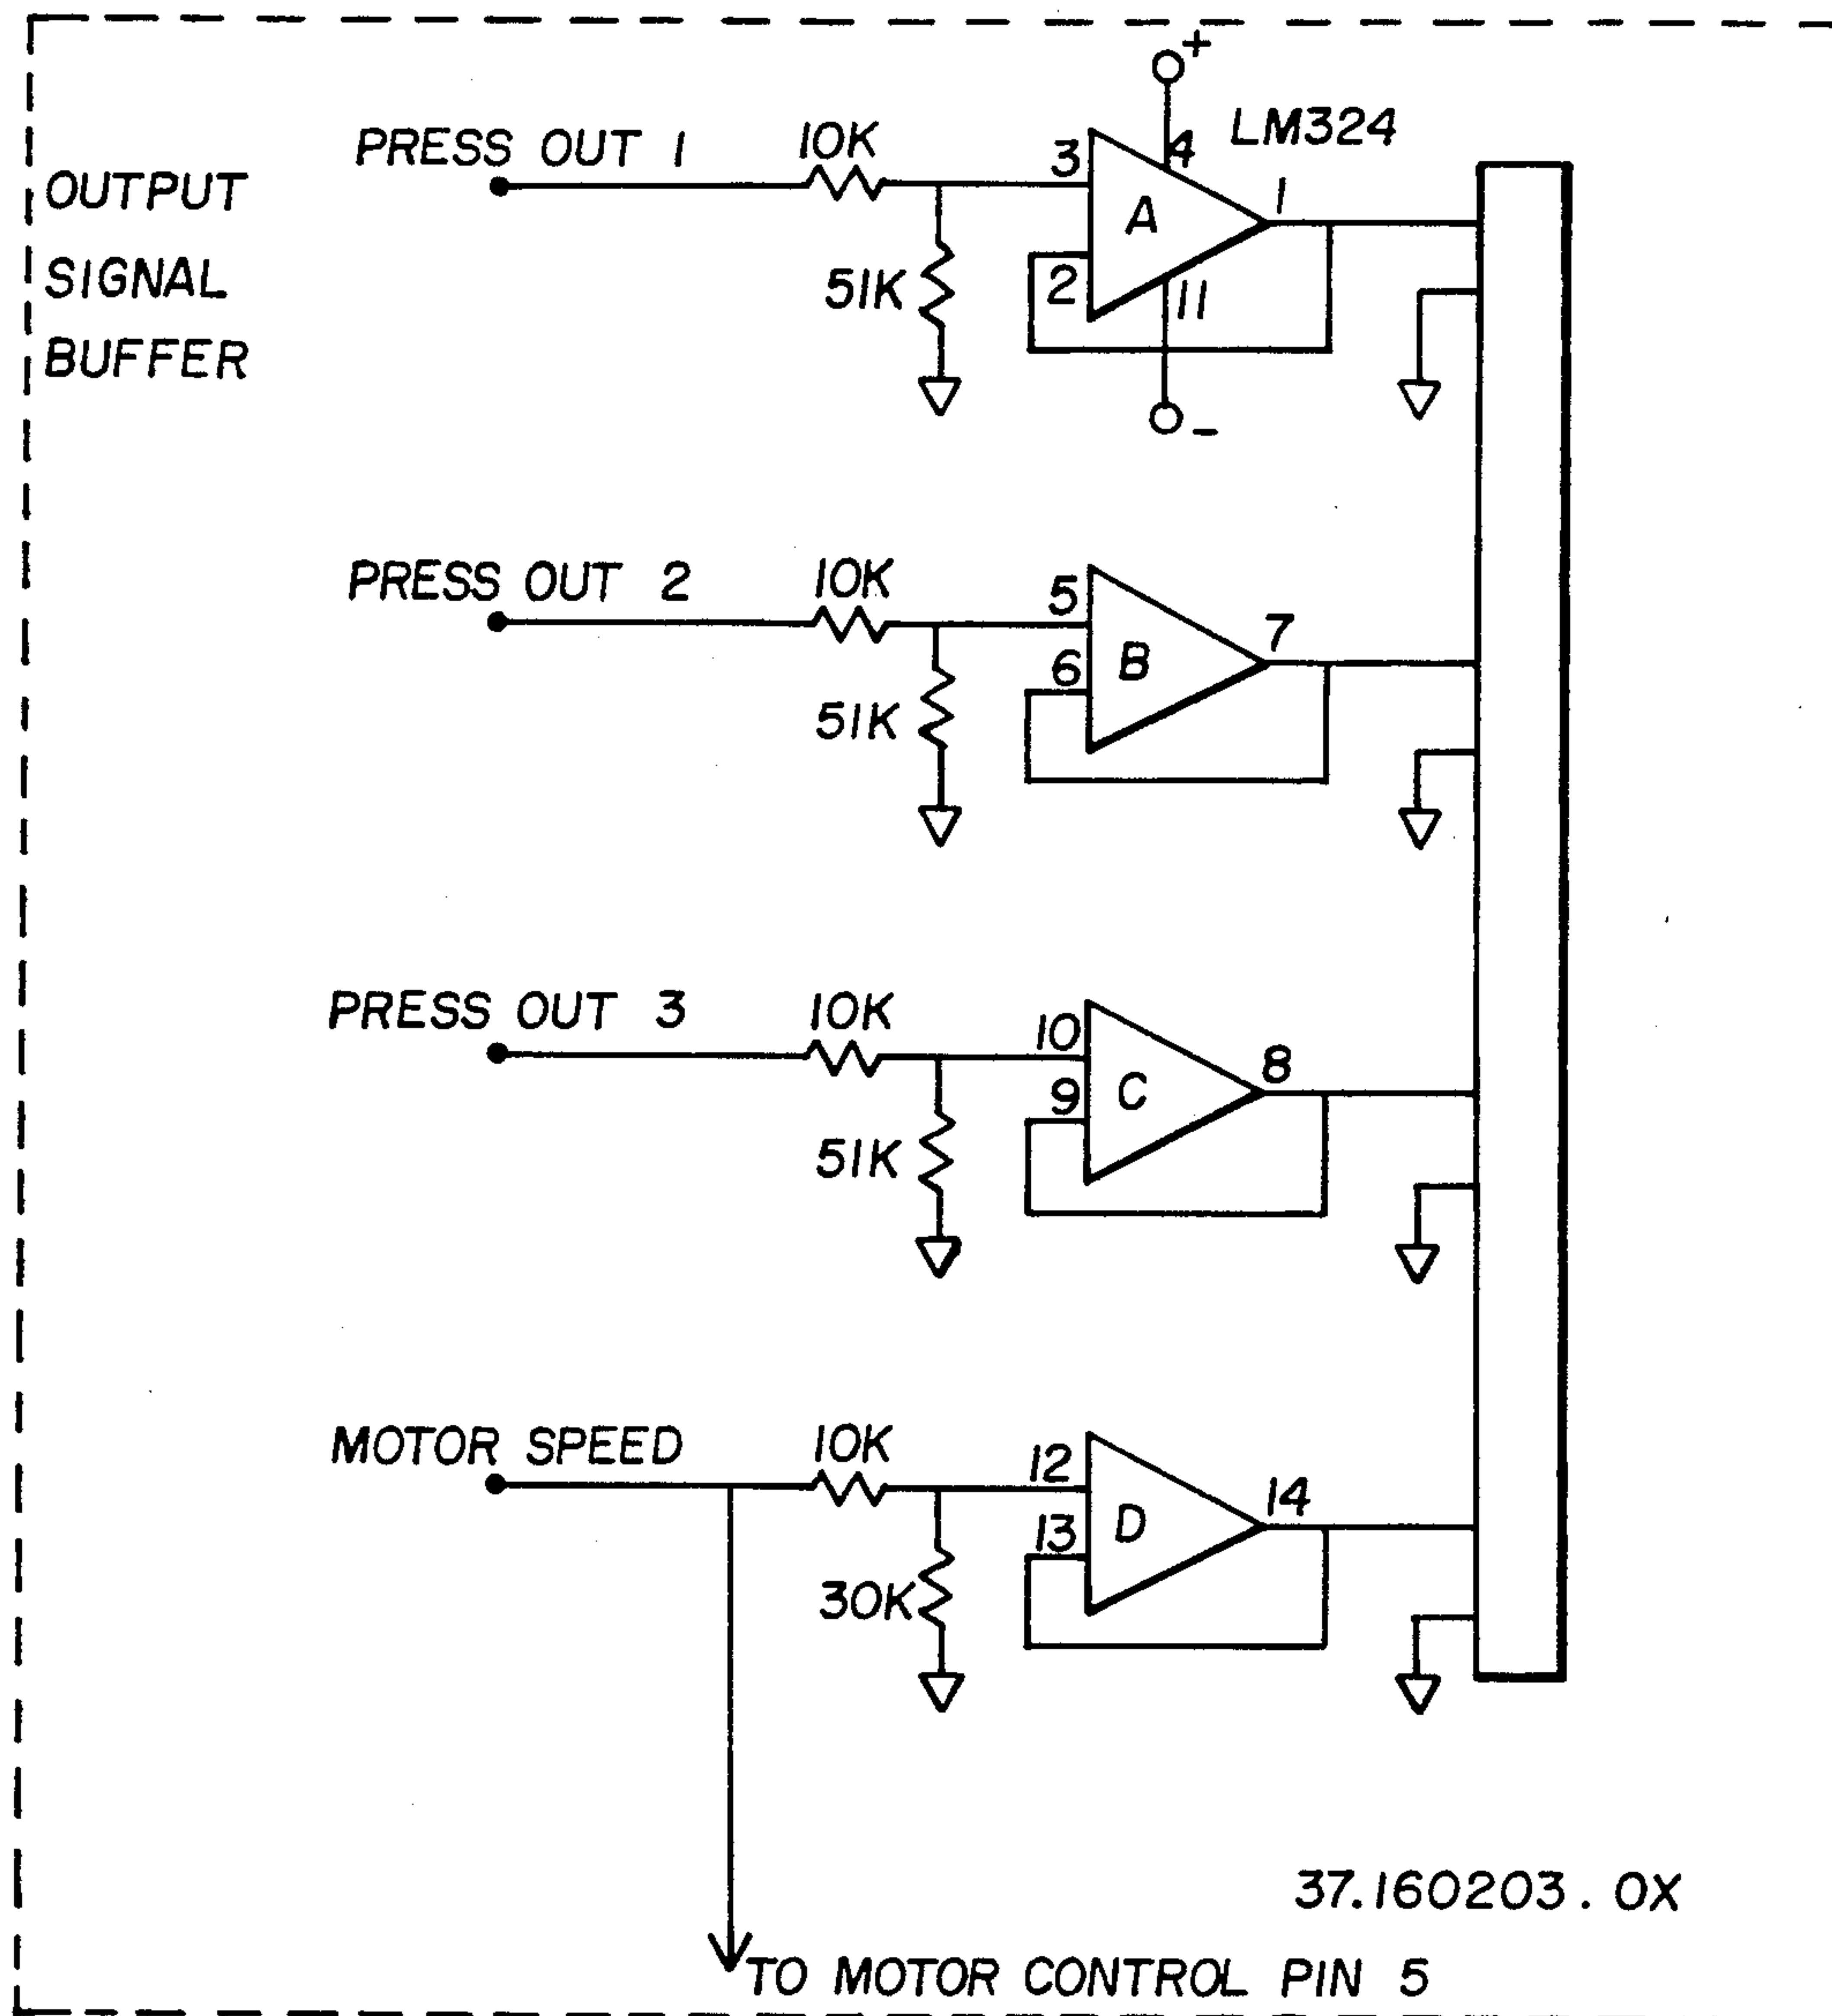 OUTPUT
SIGNAL
BUFFER
PRESS OUT 1
10K
51K
3
2
A
4
11
+
-
LM324
1
PRESS OUT 2
10K
51K
5
6
B
7
PRESS OUT 3
10K
51K
10
9
C
8
MOTOR SPEED
10K
30K
12
13
D
14
37.160203.0X
TO MOTOR CONTROL PIN 5